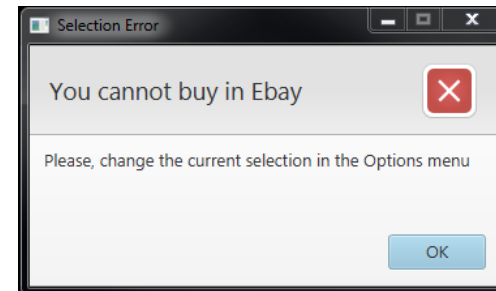 Selection Error
You cannot buy in Ebay
Please, change the current selection in the Options menu
OK